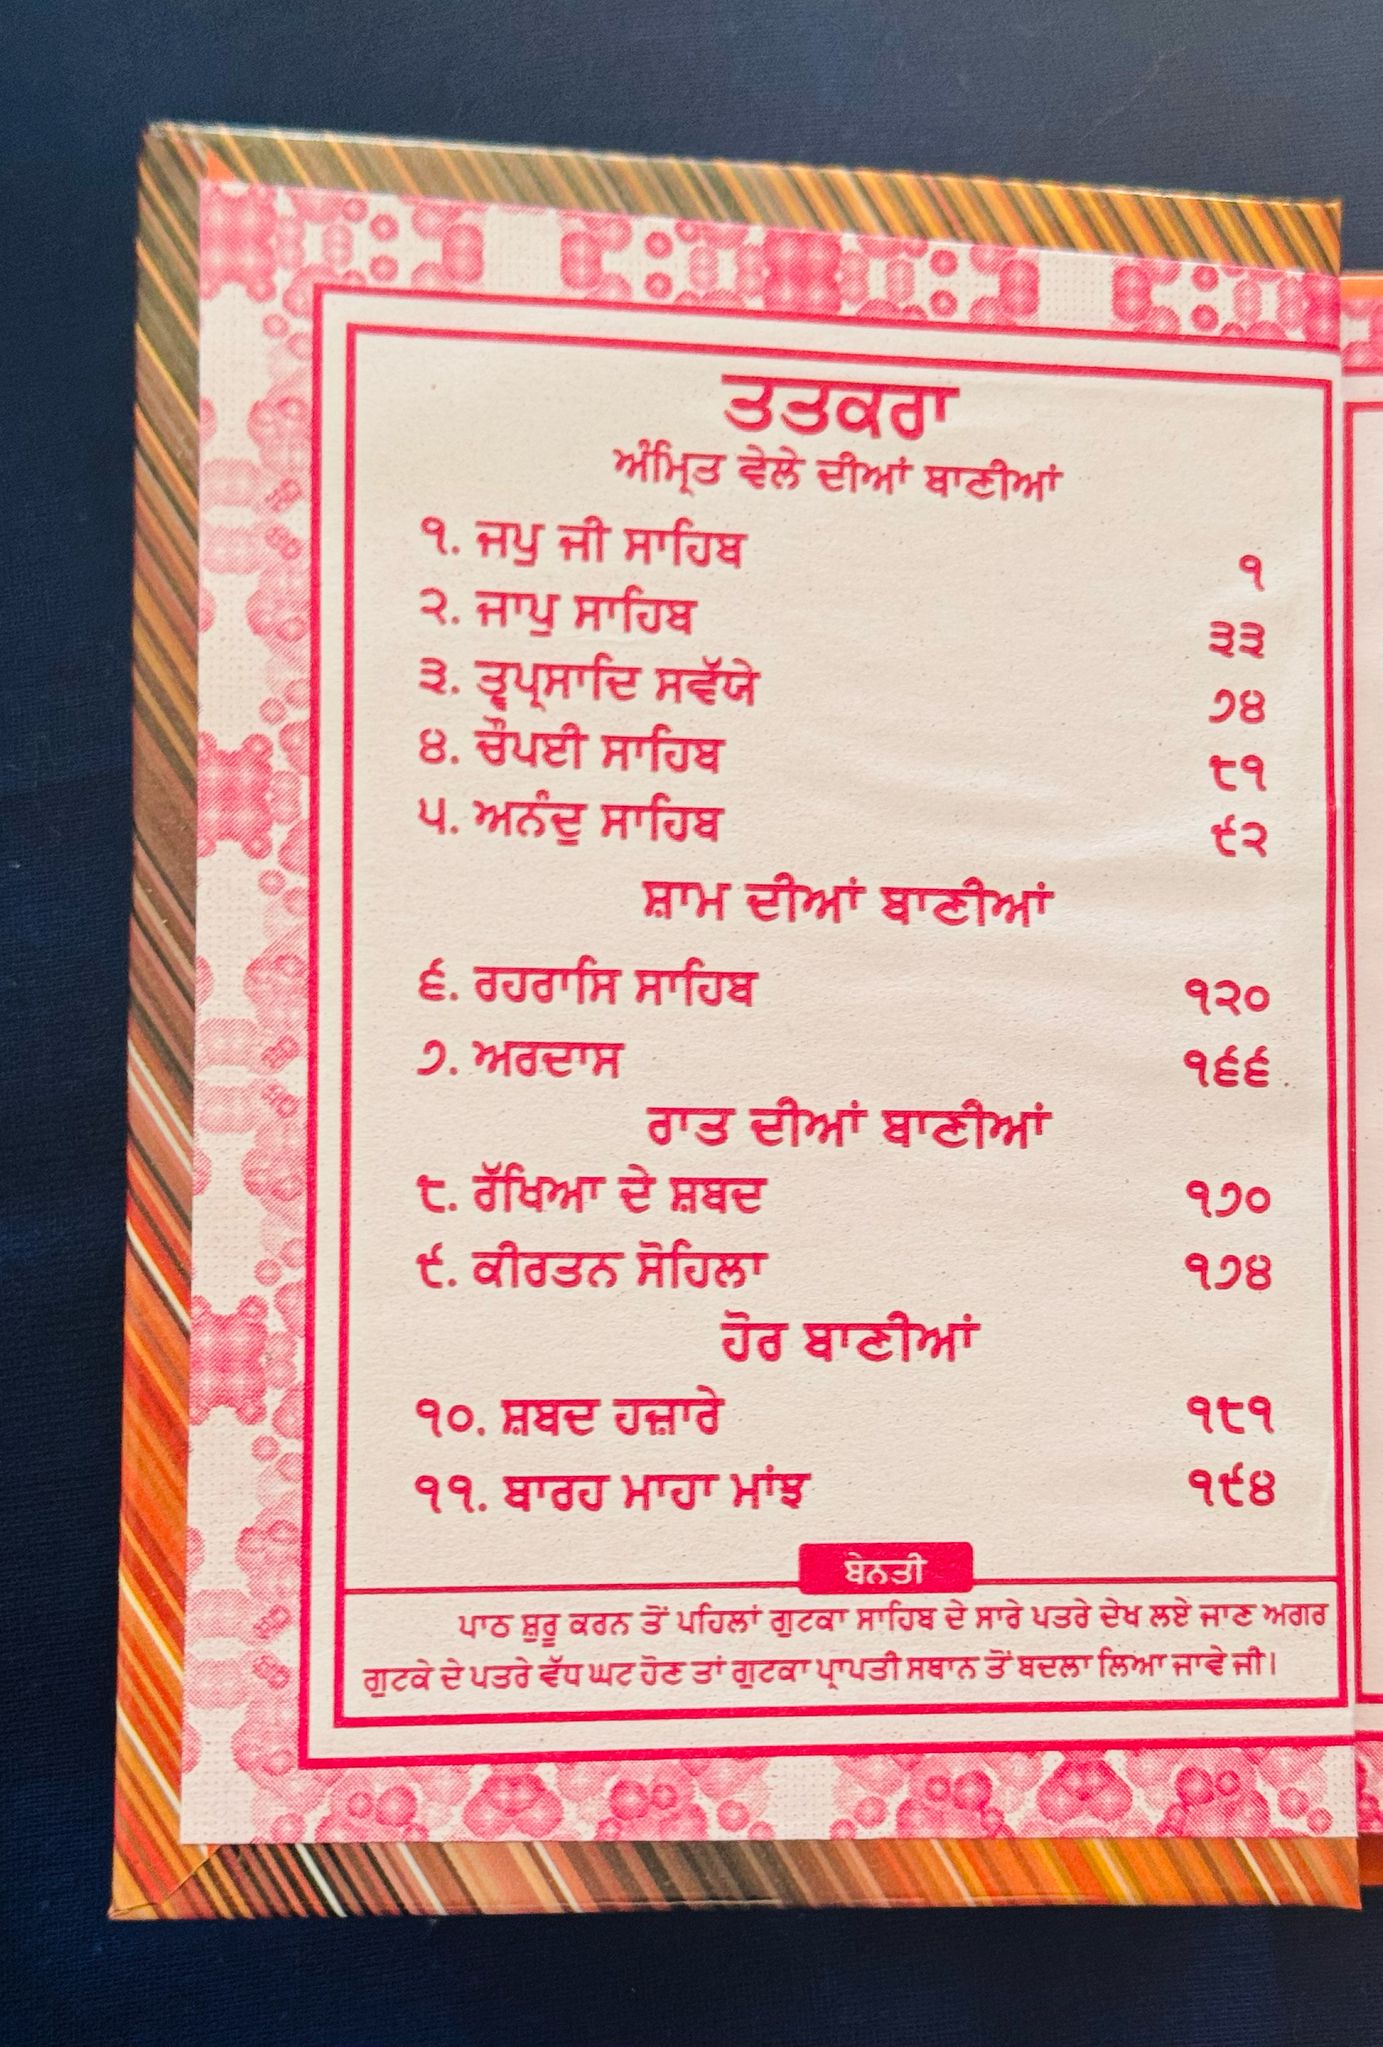 ਤਤਕਰਾ
ਅੰਮ੍ਰਿਤ ਵੇਲੇ ਦੀਆਂ ਬਾਣੀਆਂ
੧. ਜਪੁ ਜੀ ਸਾਹਿਬ ੧
੨. ਜਾਪੁ ਸਾਹਿਬ ੩੩
੩. ਤ੍ਵਪ੍ਰਸਾਦਿ ਸਵੱਯੇ ੭੪
੪. ਚੌਪਈ ਸਾਹਿਬ ੮੧
੫. ਅਨੰਦੁ ਸਾਹਿਬ ੯੨
ਸ਼ਾਮ ਦੀਆਂ ਬਾਣੀਆਂ
੬. ਰਹਰਾਸਿ ਸਾਹਿਬ ੧੨੦
੭. ਅਰਦਾਸ ੧੬੬
ਰਾਤ ਦੀਆਂ ਬਾਣੀਆਂ
੮. ਰੱਖਿਆ ਦੇ ਸ਼ਬਦ ੧੭੦
੯. ਕੀਰਤਨ ਸੋਹਿਲਾ ੧੭੪
ਹੋਰ ਬਾਣੀਆਂ
੧੦. ਸ਼ਬਦ ਹਜ਼ਾਰੇ ੧੮੧
੧੧. ਬਾਰਹ ਮਾਹਾ ਮਾਂਝ ੧੯੪
ਬੇਨਤੀ
ਪਾਠ ਸ਼ੁਰੂ ਕਰਨ ਤੋਂ ਪਹਿਲਾਂ ਗੁਟਕਾ ਸਾਹਿਬ ਦੇ ਸਾਰੇ ਪਤਰੇ ਦੇਖ ਲਏ ਜਾਣ ਅਗਰ
ਗੁਟਕੇ ਦੇ ਪਤਰੇ ਵੱਧ ਘਟ ਹੋਣ ਤਾਂ ਗੁਟਕਾ ਪ੍ਰਾਪਤੀ ਸਥਾਨ ਤੋਂ ਬਦਲਾ ਲਿਆ ਜਾਵੇ ਜੀ।